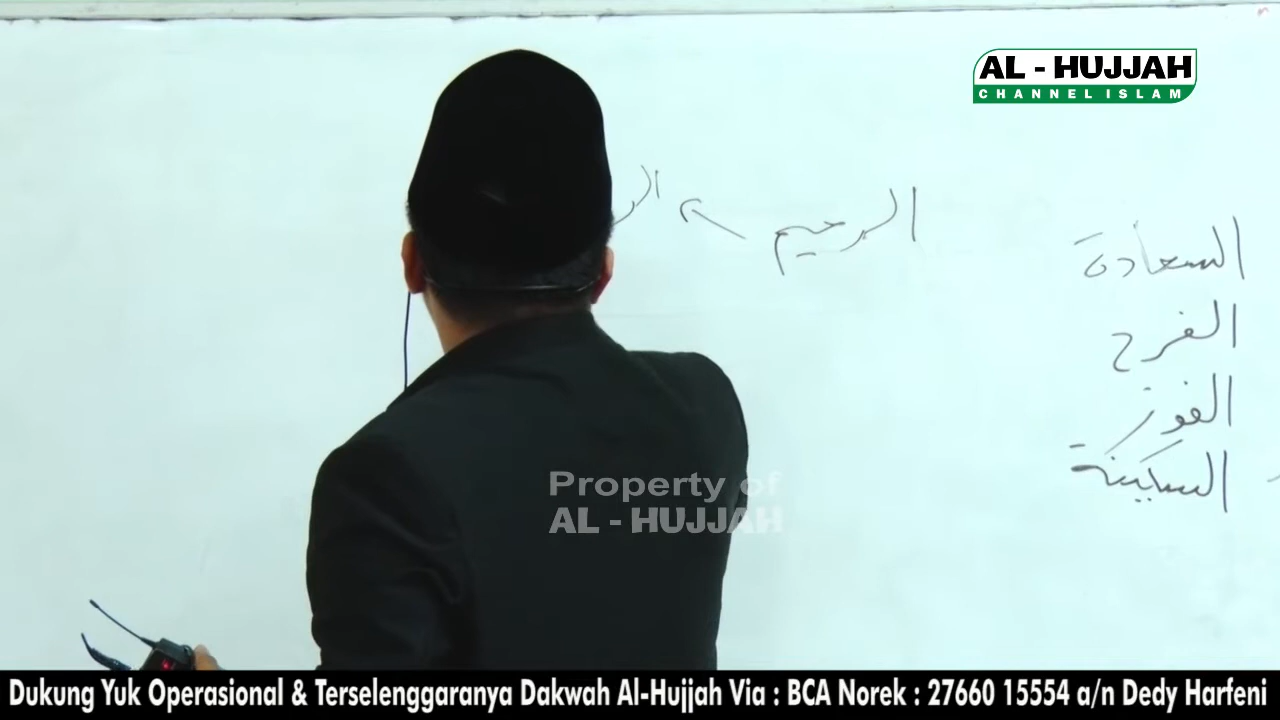 AL - HUJJAH
CHANNEL ISLAM
الرحيم
السعادة
الفرح
الفوز
السكينة
Property of
AL - HUJJAH
Dukung Yuk Operasional & Terselenggaranya Dakwah Al-Hujjah Via : BCA Norek : 27660 15554 a/n Dedy Harfeni